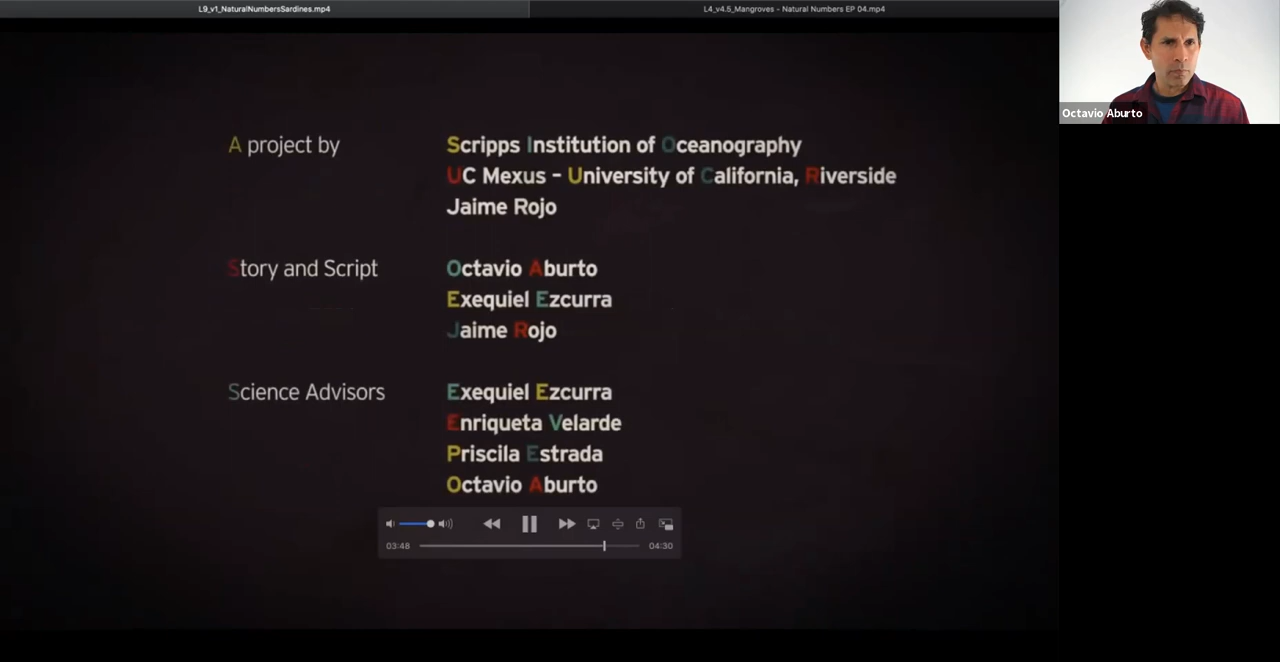 L9_v1_NaturalNumbersSardines.mp4
L4_v4.5_Mangroves - Natural Numbers EP 04.mp4
Octavio Aburto
A project by
Scripps Institution of Oceanography
UC Mexus - University of California, Riverside
Jaime Rojo
Story and Script
Octavio Aburto
Exequiel Ezcurra
Jaime Rojo
Science Advisors
Exequiel Ezcurra
Enriqueta Velarde
Priscila Estrada
Octavio Aburto
03:48
04:30